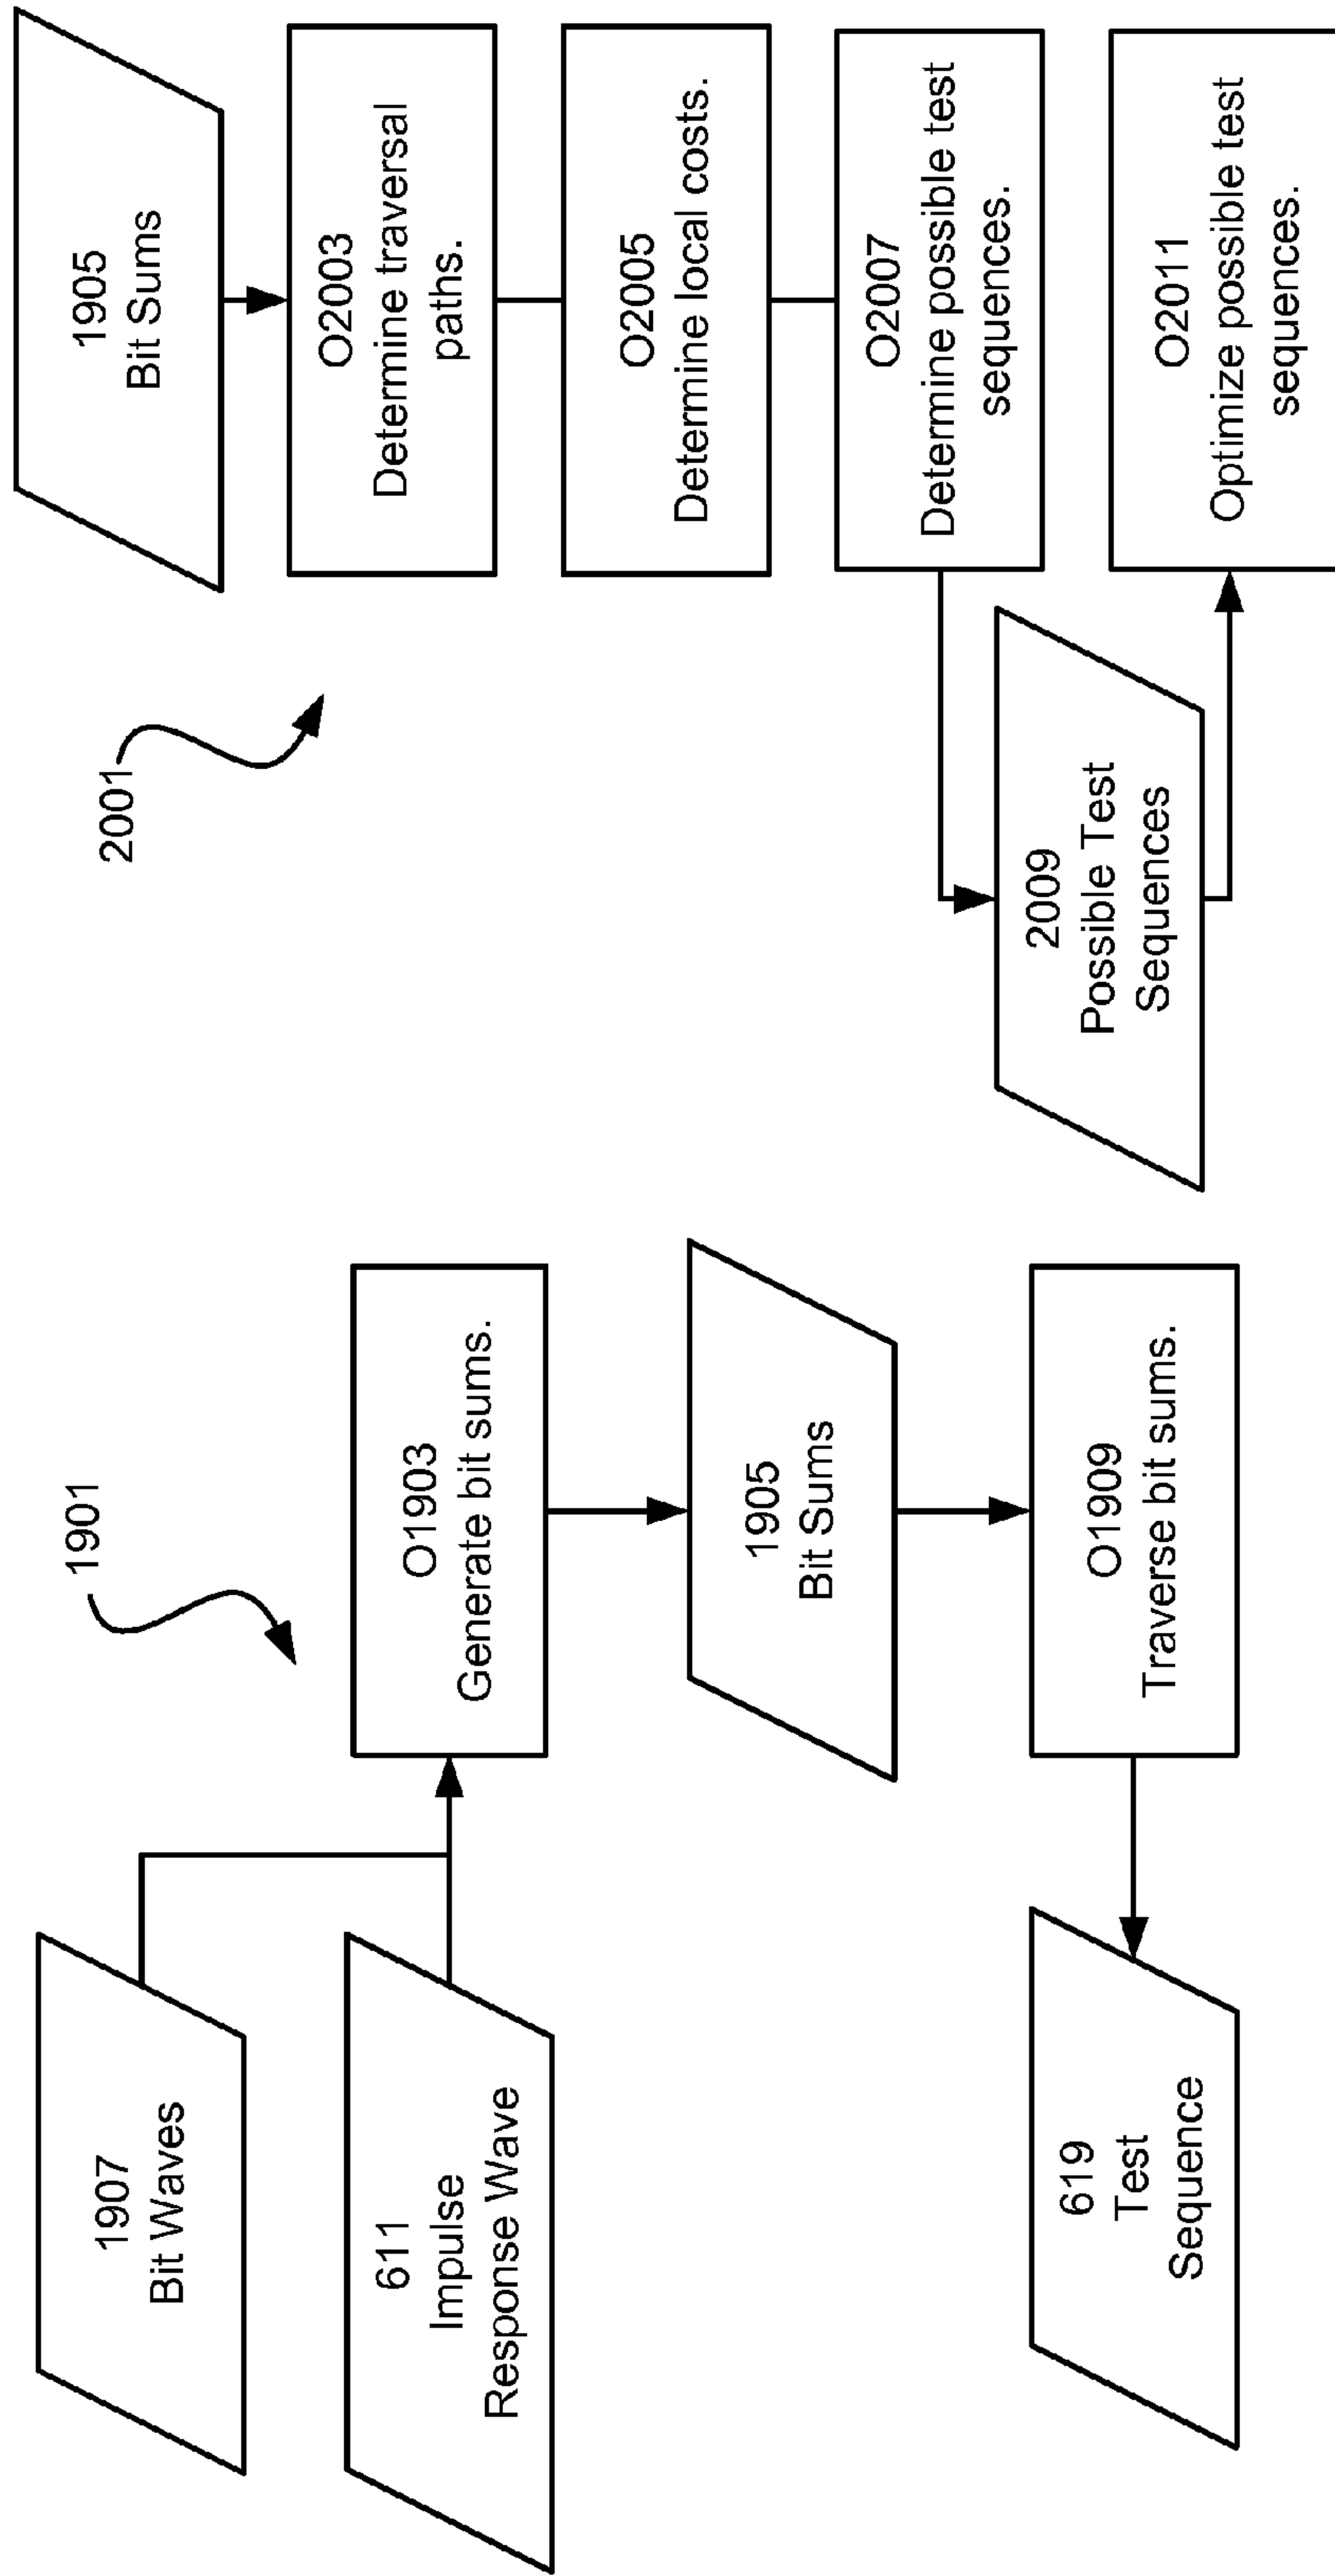 1901
1907
Bit Waves
611
Impulse
Response Wave
O1903
Generate bit sums.
1905
Bit Sums
O1909
Traverse bit sums.
619
Test
Sequence
2001
1905
Bit Sums
O2003
Determine traversal
paths.
O2005
Determine local costs.
O2007
Determine possible test
sequences.
2009
Possible Test
Sequences
O2011
Optimize possible test
sequences.